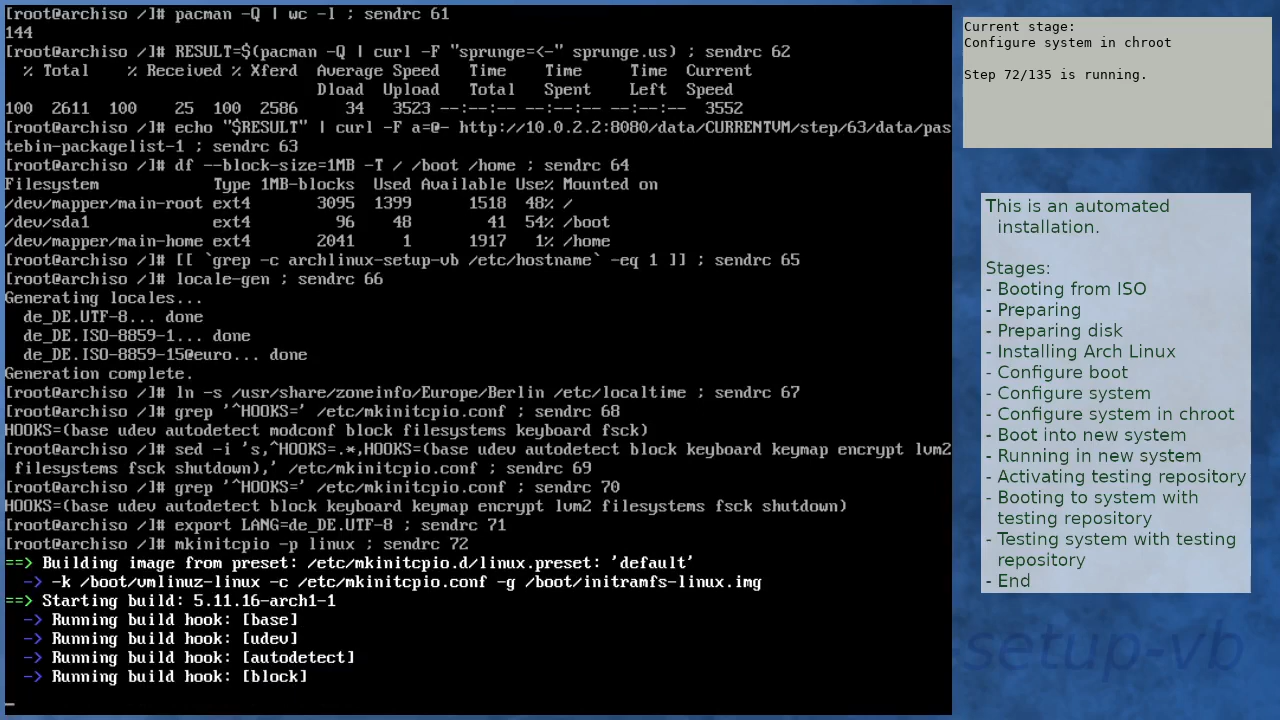 [root@archiso /]# pacman -Q | wc -l ; sendrc 61
144
[root@archiso /]# RESULT=$(pacman -Q | curl -F "sprunge=<-" sprunge.us) ; sendrc 62
  % Total    % Received % Xferd  Average Speed   Time    Time     Time  Current
                                 Dload  Upload   Total   Spent    Left  Speed
100  2611  100    25  100  2586     34   3523 --:--:-- --:--:-- --:--:--  3552
[root@archiso /]# echo "$RESULT" | curl -F a=@- http://10.0.2.2:8080/data/CURRENTVM/step/63/data/pas
tebin-packagelist-1 ; sendrc 63
[root@archiso /]# df --block-size=1MB -T / /boot /home ; sendrc 64
Filesystem            Type 1MB-blocks  Used Available Use% Mounted on
/dev/mapper/main-root ext4       3095  1399      1518  48% /
/dev/sda1             ext4         96    48        41  54% /boot
/dev/mapper/main-home ext4       2041     1      1917   1% /home
[root@archiso /]# [[ `grep -c archlinux-setup-vb /etc/hostname` -eq 1 ]] ; sendrc 65
[root@archiso /]# locale-gen ; sendrc 66
Generating locales...
  de_DE.UTF-8... done
  de_DE.ISO-8859-1... done
  de_DE.ISO-8859-15@euro... done
Generation complete.
[root@archiso /]# ln -s /usr/share/zoneinfo/Europe/Berlin /etc/localtime ; sendrc 67
[root@archiso /]# grep '^HOOKS=' /etc/mkinitcpio.conf ; sendrc 68
HOOKS=(base udev autodetect modconf block filesystems keyboard fsck)
[root@archiso /]# sed -i 's,^HOOKS=.*,HOOKS=(base udev autodetect block keyboard keymap encrypt lvm2
 filesystems fsck shutdown),' /etc/mkinitcpio.conf ; sendrc 69
[root@archiso /]# grep '^HOOKS=' /etc/mkinitcpio.conf ; sendrc 70
HOOKS=(base udev autodetect block keyboard keymap encrypt lvm2 filesystems fsck shutdown)
[root@archiso /]# export LANG=de_DE.UTF-8 ; sendrc 71
[root@archiso /]# mkinitcpio -p linux ; sendrc 72
==> Building image from preset: /etc/mkinitcpio.d/linux.preset: 'default'
  -> -k /boot/vmlinuz-linux -c /etc/mkinitcpio.conf -g /boot/initramfs-linux.img
==> Starting build: 5.11.16-arch1-1
  -> Running build hook: [base]
  -> Running build hook: [udev]
  -> Running build hook: [autodetect]
  -> Running build hook: [block]
Current stage:
Configure system in chroot
Step 72/135 is running.
This is an automated
installation.
Stages:
- Booting from ISO
- Preparing
- Preparing disk
- Installing Arch Linux
- Configure boot
- Configure system
- Configure system in chroot
- Boot into new system
- Running in new system
- Activating testing repository
- Booting to system with
testing repository
- Testing system with testing
repository
- End
setup-vb